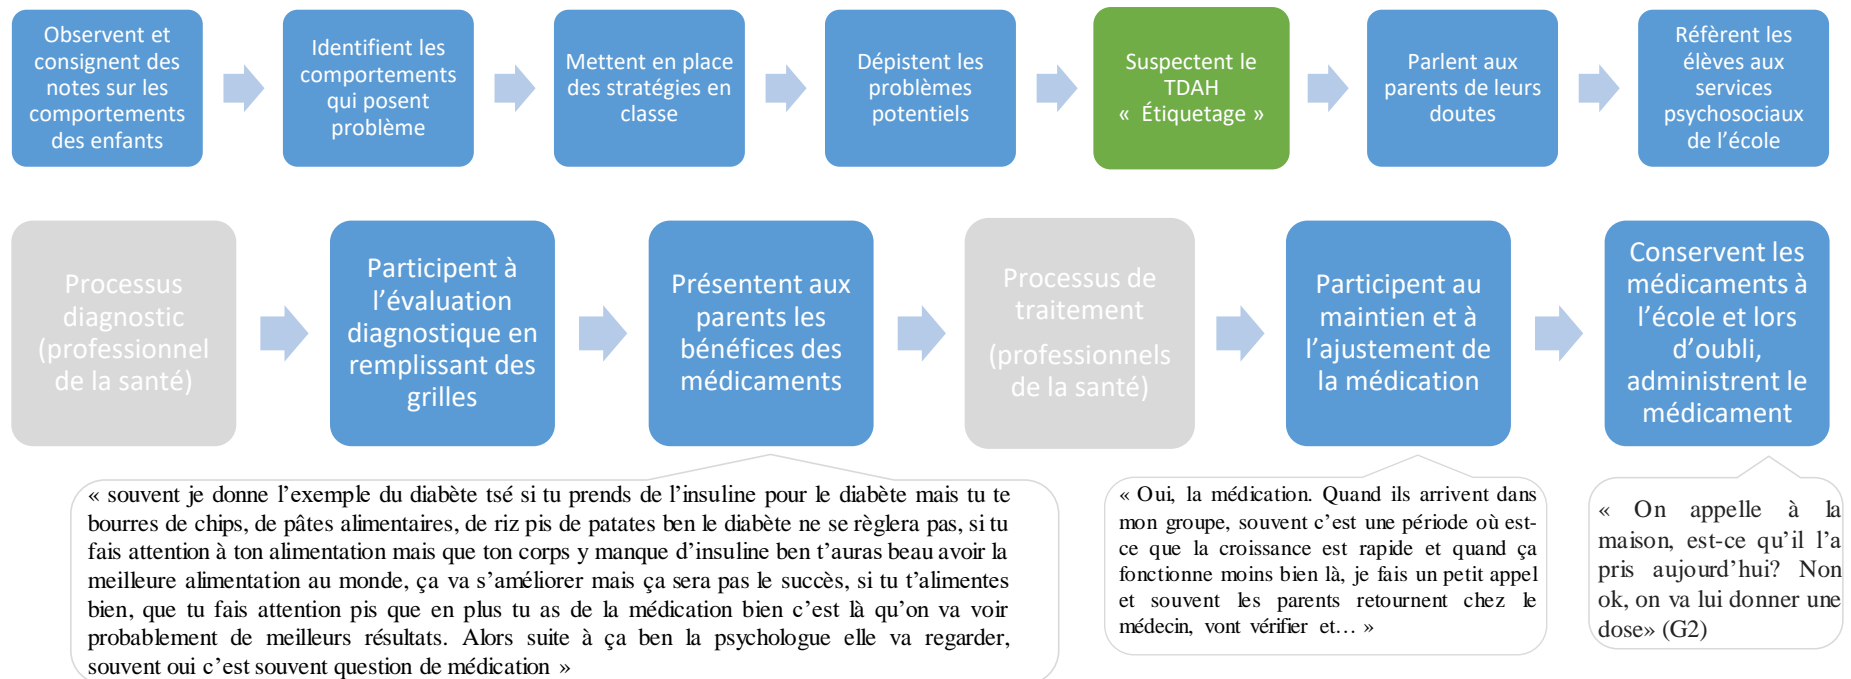 Observent et
consignent des
notes sur les
comportements
des enfants
Identifient les
comportements
qui posent
problème
Mettent en place
des stratégies en
classe
Dépistent les
problèmes
potentiels
Suspectent le
TDAH
« Étiquetage »
Parlent aux
parents de leurs
doutes
Réfèrent les
élèves aux
services
psychosociaux
de l’école
Processus
diagnostic
(professionnel
de la santé)
Participent à
l’évaluation
diagnostique en
remplissant des
grilles
Présentent aux
parents les
bénéfices des
médicaments
Processus de
traitement
(professionnels
de la santé)
Participent au
maintien et à
l’ajustement de
la médication
Conservent les
médicaments à
l’école et lors
d’oubli,
administrent le
médicament
« souvent je donne l’exemple du diabète tsé si tu prends de l’insuline pour le diabète mais tu te
bourres de chips, de pâtes alimentaires, de riz pis de patates ben le diabète ne se règlera pas, si tu
fais attention à ton alimentation mais que ton corps y manque d’insuline ben t’auras beau avoir la
meilleure alimentation au monde, ça va s’améliorer mais ça sera pas le succès, si tu t’alimentes
bien, que tu fais attention pis que en plus tu as de la médication bien c’est là qu’on va voir
probablement de meilleurs résultats. Alors suite à ça ben la psychologue elle va regarder,
souvent oui c’est souvent question de médication »
« Oui, la médication. Quand ils arrivent dans
mon groupe, souvent c’est une période où est-
ce que la croissance est rapide et quand ça
fonctionne moins bien là, je fais un petit appel
et souvent les parents retournent chez le
médecin, vont vérifier et… »
« On appelle à la
maison, est-ce qu’il l’a
pris aujourd’hui? Non
ok, on va lui donner une
dose» (G2)